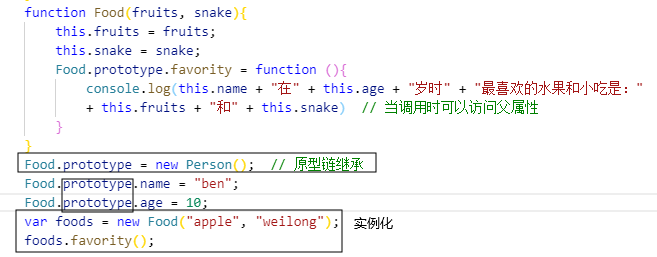 function Food(fruits, snake){
this.fruits = fruits;
this.snake = snake;
Food.prototype.favority = function (){
console.log(this.name + "在" + this.age + "岁时" + "最喜欢的水果和小吃是："
+ this.fruits + "和" + this.snake) // 当调用时可以访问父属性
}
}
Food.prototype = new Person(); // 原型链继承
Food.prototype.name = "ben";
Food.prototype.age = 10;
var foods = new Food("apple", "weilong"); 实例化
foods.favority();